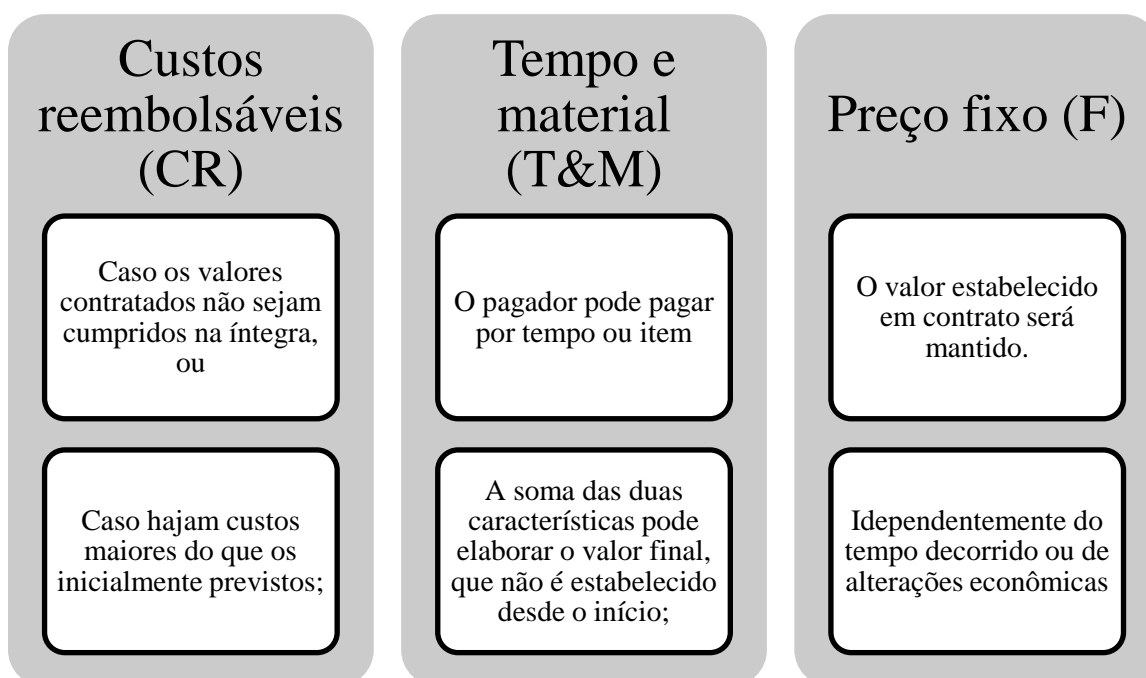 Custos
reembolsáveis
(CR)
Caso os valores
contratados não sejam
cumpridos na íntegra,
ou
Caso hajam custos
maiores do que os
inicialmente previstos;
Tempo e
material
(T&M)
O pagador pode pagar
por tempo ou item
A soma das duas
características pode
elaborar o valor final,
que não é estabelecido
desde o início;
Preço fixo (F)
O valor estabelecido
em contrato será
mantido.
Idependentemente do
tempo decorrido ou de
alterações econômicas